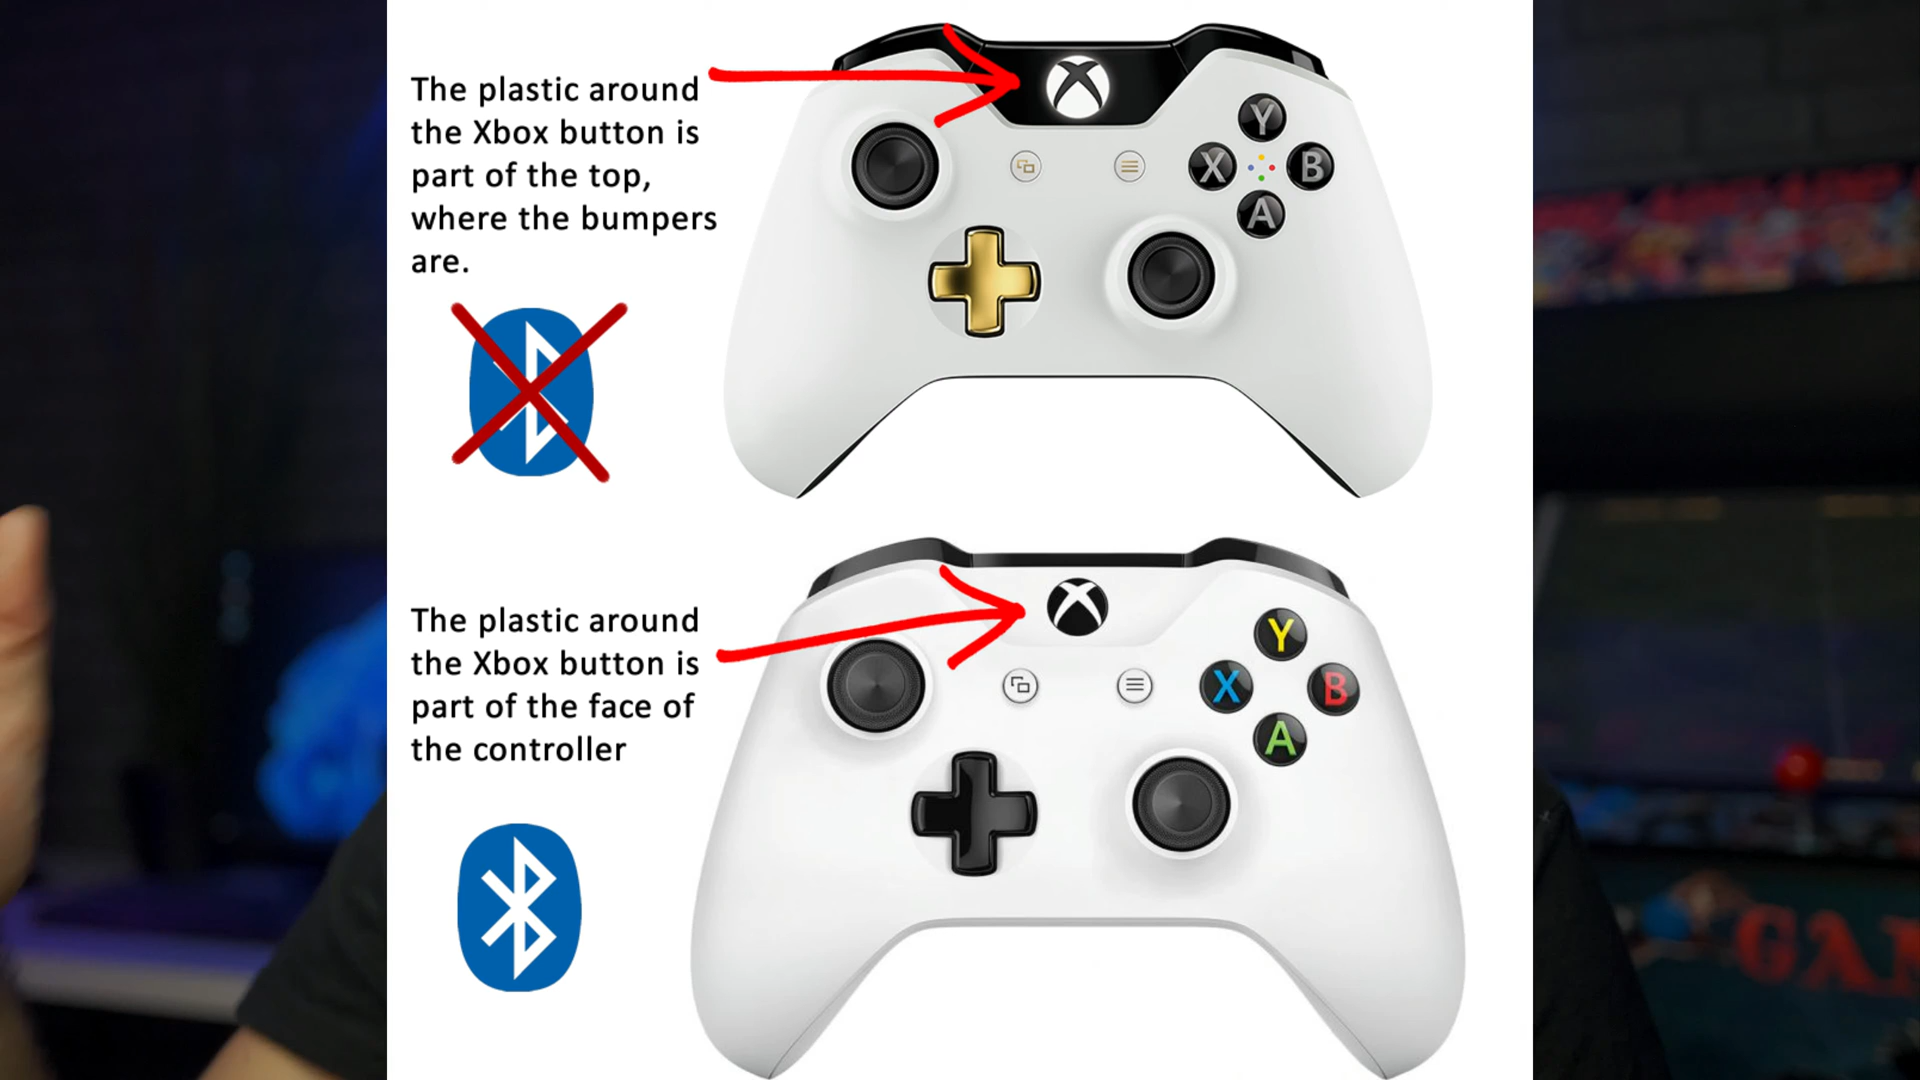 The plastic around
the Xbox button is
part of the top,
where the bumpers
are.
Y
X B
A
The plastic around
the Xbox button is
part of the face of
the controller
Y
X B
A